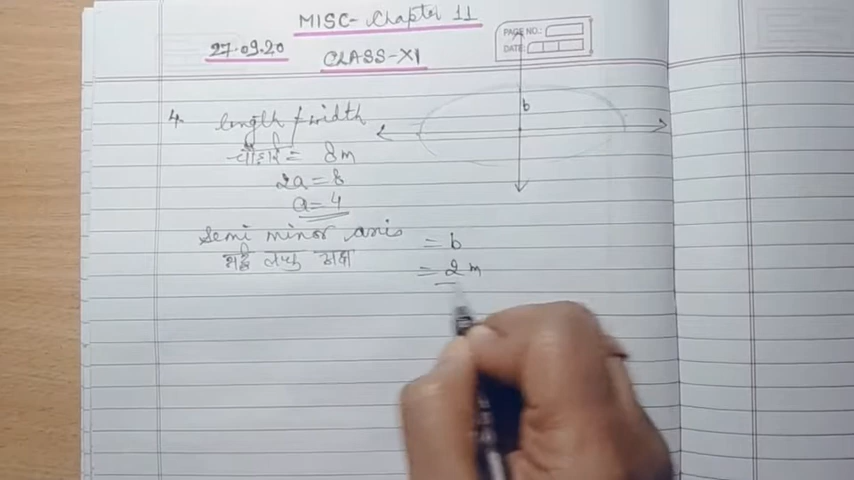 MISC- Chapter 11
27-09-20
CLASS-XI
PAGE NO.:
DATE:
b
4. length / width
चौड़ाई = 8m
2a = 8
a = 4
Semi minor axis = b
अर्द्ध लघु अक्ष = 2m